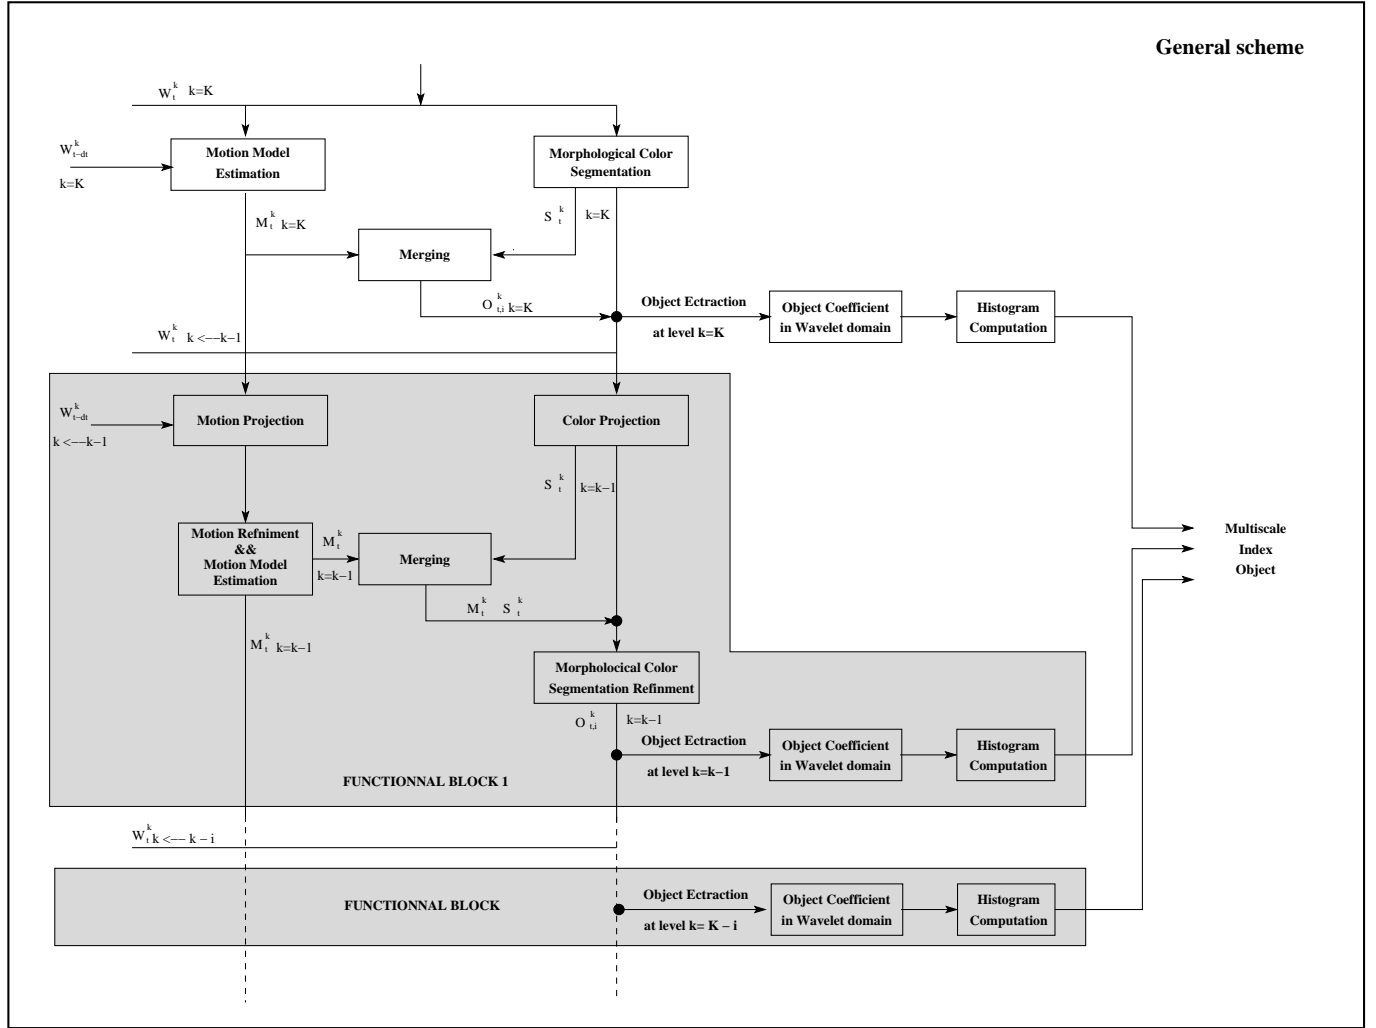 General scheme
W_t^k k=K
W_{t−dt}^k
k=K
Motion Model
Estimation
Morphological Color
Segmentation
M_t^k k=K
S_t^k k=K
Merging
O_{t,i}^k k=K
Object Ectraction
at level k=K
Object Coefficient
in Wavelet domain
Histogram
Computation
W_t^k k <−−k−1
W_{t−dt}^k
k <−−k−1
Motion Projection
Color Projection
S_t^k k=k−1
Motion Refniment
&&
Motion Model
Estimation
M_t^k
k=k−1
Merging
M_t^k S_t^k
M_t^k k=k−1
Morpholocical Color
Segmentation Refinment
O_{t,i}^k k=k−1
Object Ectraction
at level k=k−1
Object Coefficient
in Wavelet domain
Histogram
Computation
FUNCTIONNAL BLOCK 1
Multiscale
Index
Object
W_t^k k <−− k − i
FUNCTIONNAL BLOCK
Object Ectraction
at level k= K − i
Object Coefficient
in Wavelet domain
Histogram
Computation